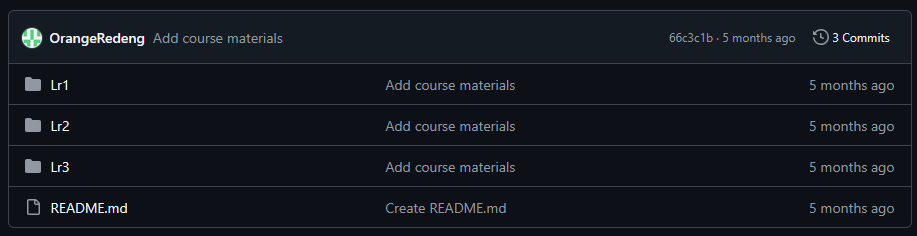 OrangeRedeng Add course materials 66c3c1b · 5 months ago 3 Commits
Lr1 Add course materials 5 months ago
Lr2 Add course materials 5 months ago
Lr3 Add course materials 5 months ago
README.md Create README.md 5 months ago